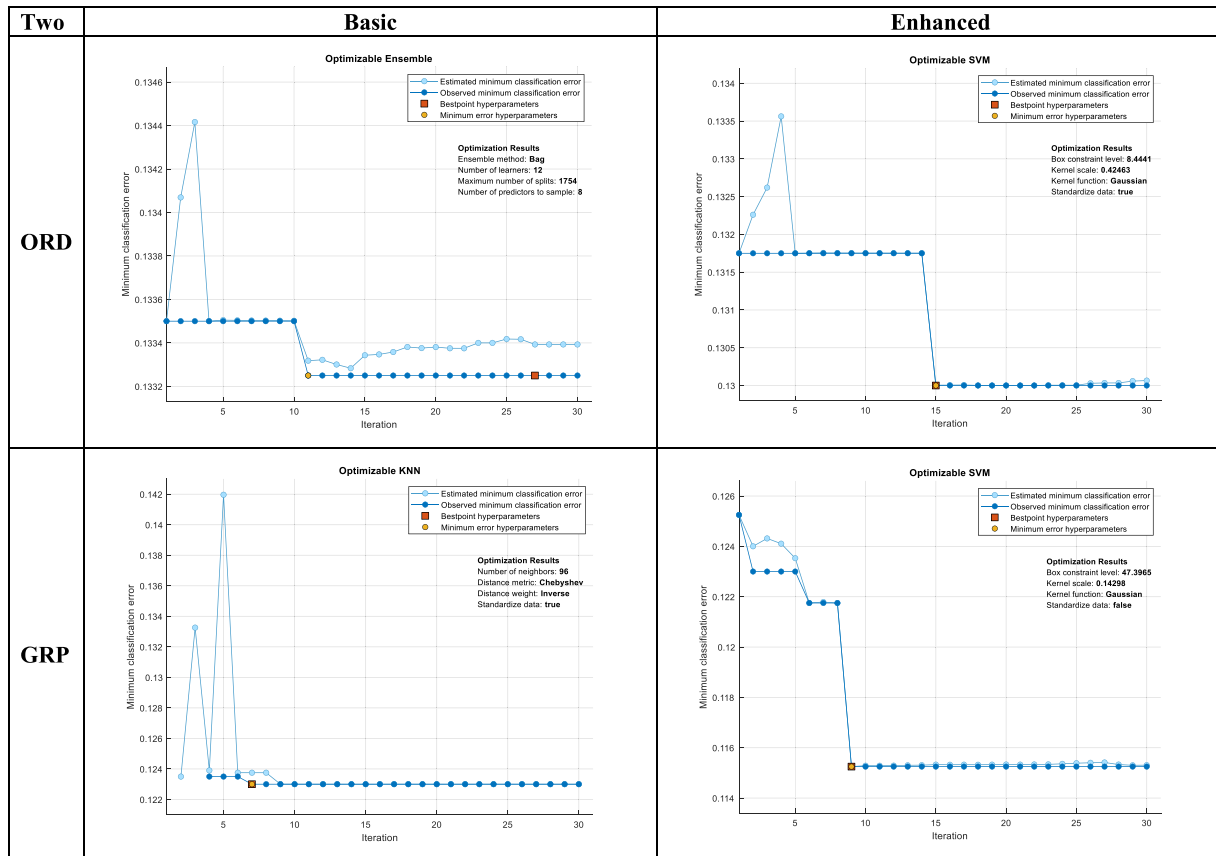 Two
Basic
Enhanced
ORD
Optimizable Ensemble
Estimated minimum classification error
Observed minimum classification error
Bestpoint hyperparameters
Minimum error hyperparameters
Optimization Results
Ensemble method: Bag
Number of learners: 12
Maximum number of splits: 1754
Number of predictors to sample: 8
Minimum classification error
0.1346
0.1344
0.1342
0.134
0.1338
0.1336
0.1334
0.1332
5 10 15 20 25 30
Iteration
Optimizable SVM
Estimated minimum classification error
Observed minimum classification error
Bestpoint hyperparameters
Minimum error hyperparameters
Optimization Results
Box constraint level: 8.4441
Kernel scale: 0.42463
Kernel function: Gaussian
Standardize data: true
Minimum classification error
0.134
0.1335
0.133
0.1325
0.132
0.1315
0.131
0.1305
0.13
5 10 15 20 25 30
Iteration
GRP
Optimizable KNN
Estimated minimum classification error
Observed minimum classification error
Bestpoint hyperparameters
Minimum error hyperparameters
Optimization Results
Number of neighbors: 96
Distance metric: Chebyshev
Distance weight: Inverse
Standardize data: true
Minimum classification error
0.142
0.14
0.138
0.136
0.134
0.132
0.13
0.128
0.126
0.124
0.122
5 10 15 20 25 30
Iteration
Optimizable SVM
Estimated minimum classification error
Observed minimum classification error
Bestpoint hyperparameters
Minimum error hyperparameters
Optimization Results
Box constraint level: 47.3965
Kernel scale: 0.14298
Kernel function: Gaussian
Standardize data: false
Minimum classification error
0.126
0.124
0.122
0.12
0.118
0.116
0.114
5 10 15 20 25 30
Iteration